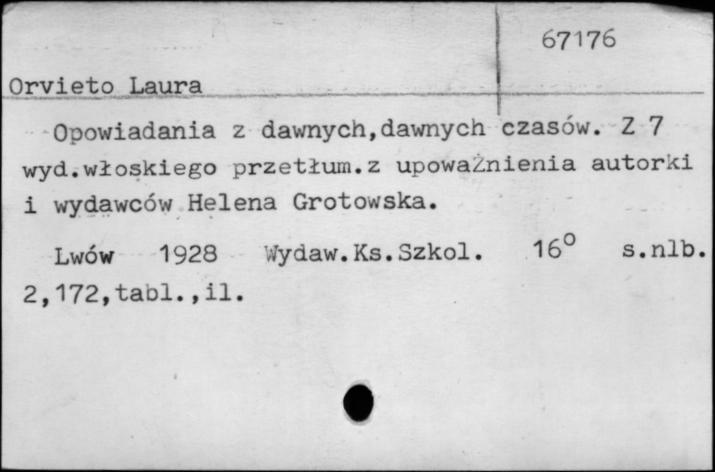 67176
Orvieto Laura
Opowiadania z dawnych,dawnych czasów. Z 7
wyd.włoskiego przetłum.z upoważnienia autorki
i wydawców Helena Grotowska.
Lwów 1928 Wydaw.Ks.Szkol. 16° s.nlb.
2,172,tabl.,il.